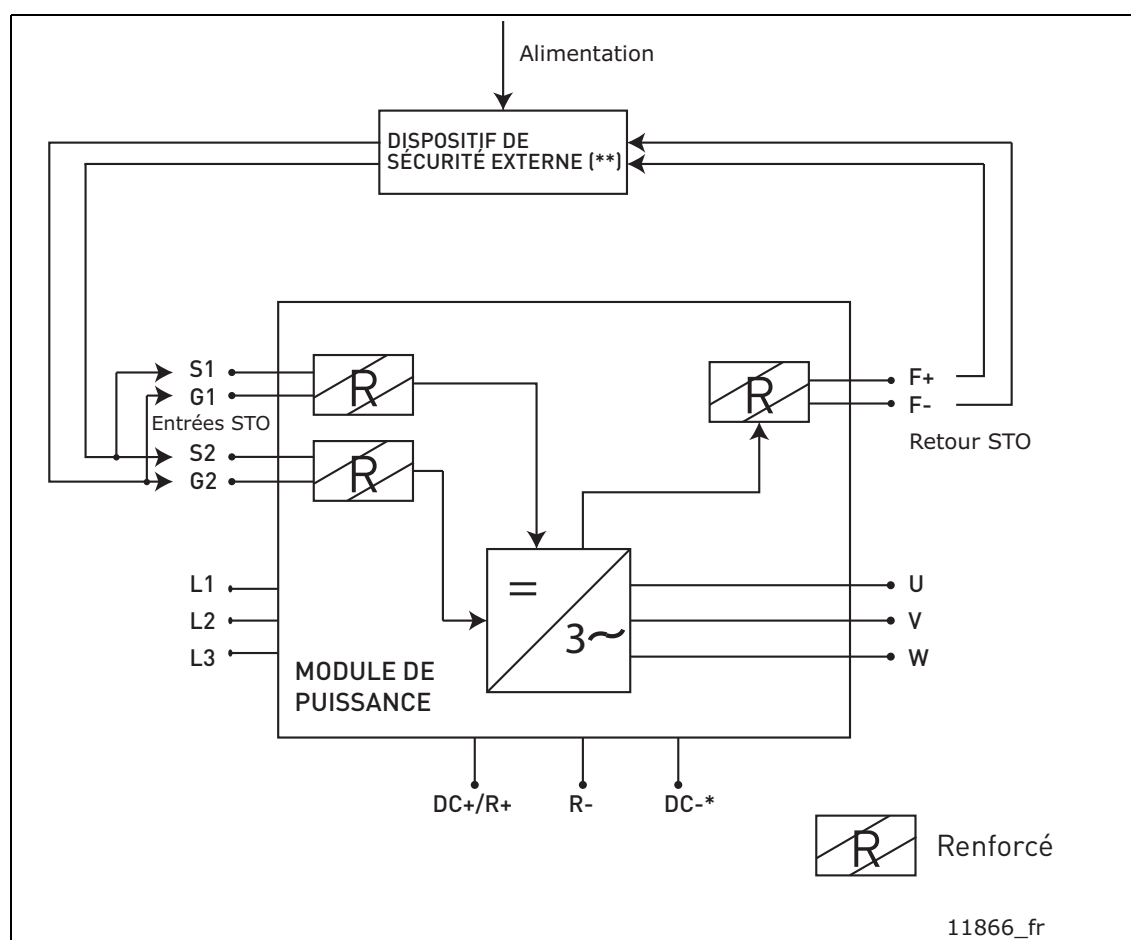 Alimentation
DISPOSITIF DE
SÉCURITÉ EXTERNE (**)
S1
G1
Entrées STO
S2
G2
R
R
R
F+
F-
Retour STO
L1
L2
L3
=
3~
U
V
W
MODULE DE
PUISSANCE
DC+/R+
R-
DC-*
R
Renforcé
11866_fr